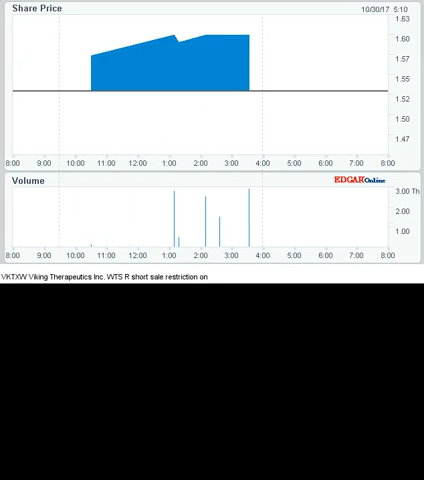 Share Price 10/30/17 5:10
1.63
1.60
1.57
1.55
1.52
1.50
1.47
8:00 9:00 10:00 11:00 12:00 1:00 2:00 3:00 4:00 5:00 6:00 7:00 8:00
Volume EDGAROnline
3.00 Th
2.00
1.00
8:00 9:00 10:00 11:00 12:00 1:00 2:00 3:00 4:00 5:00 6:00 7:00 8:00
VKTXW Viking Therapeutics Inc. WTS R short sale restriction on